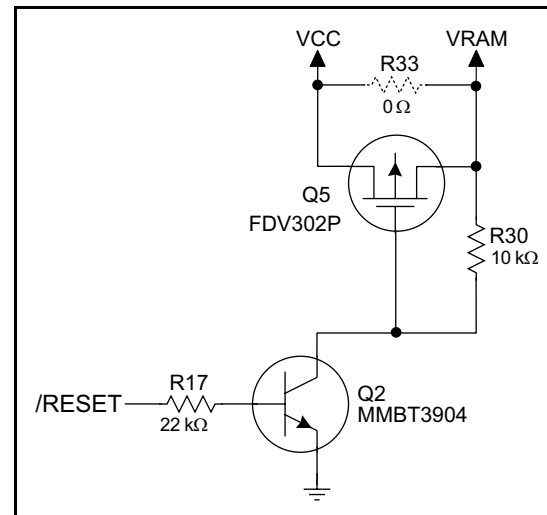 VCC
VRAM
R33
0 Ω
Q5
FDV302P
R30
10 kΩ
R17
/RESET
22 kΩ
Q2
MMBT3904